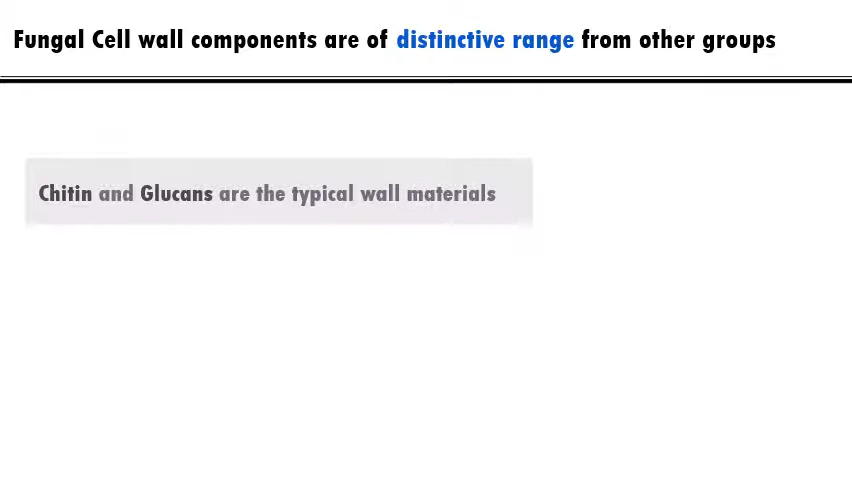 Fungal Cell wall components are of distinctive range from other groups
Chitin and Glucans are the typical wall materials